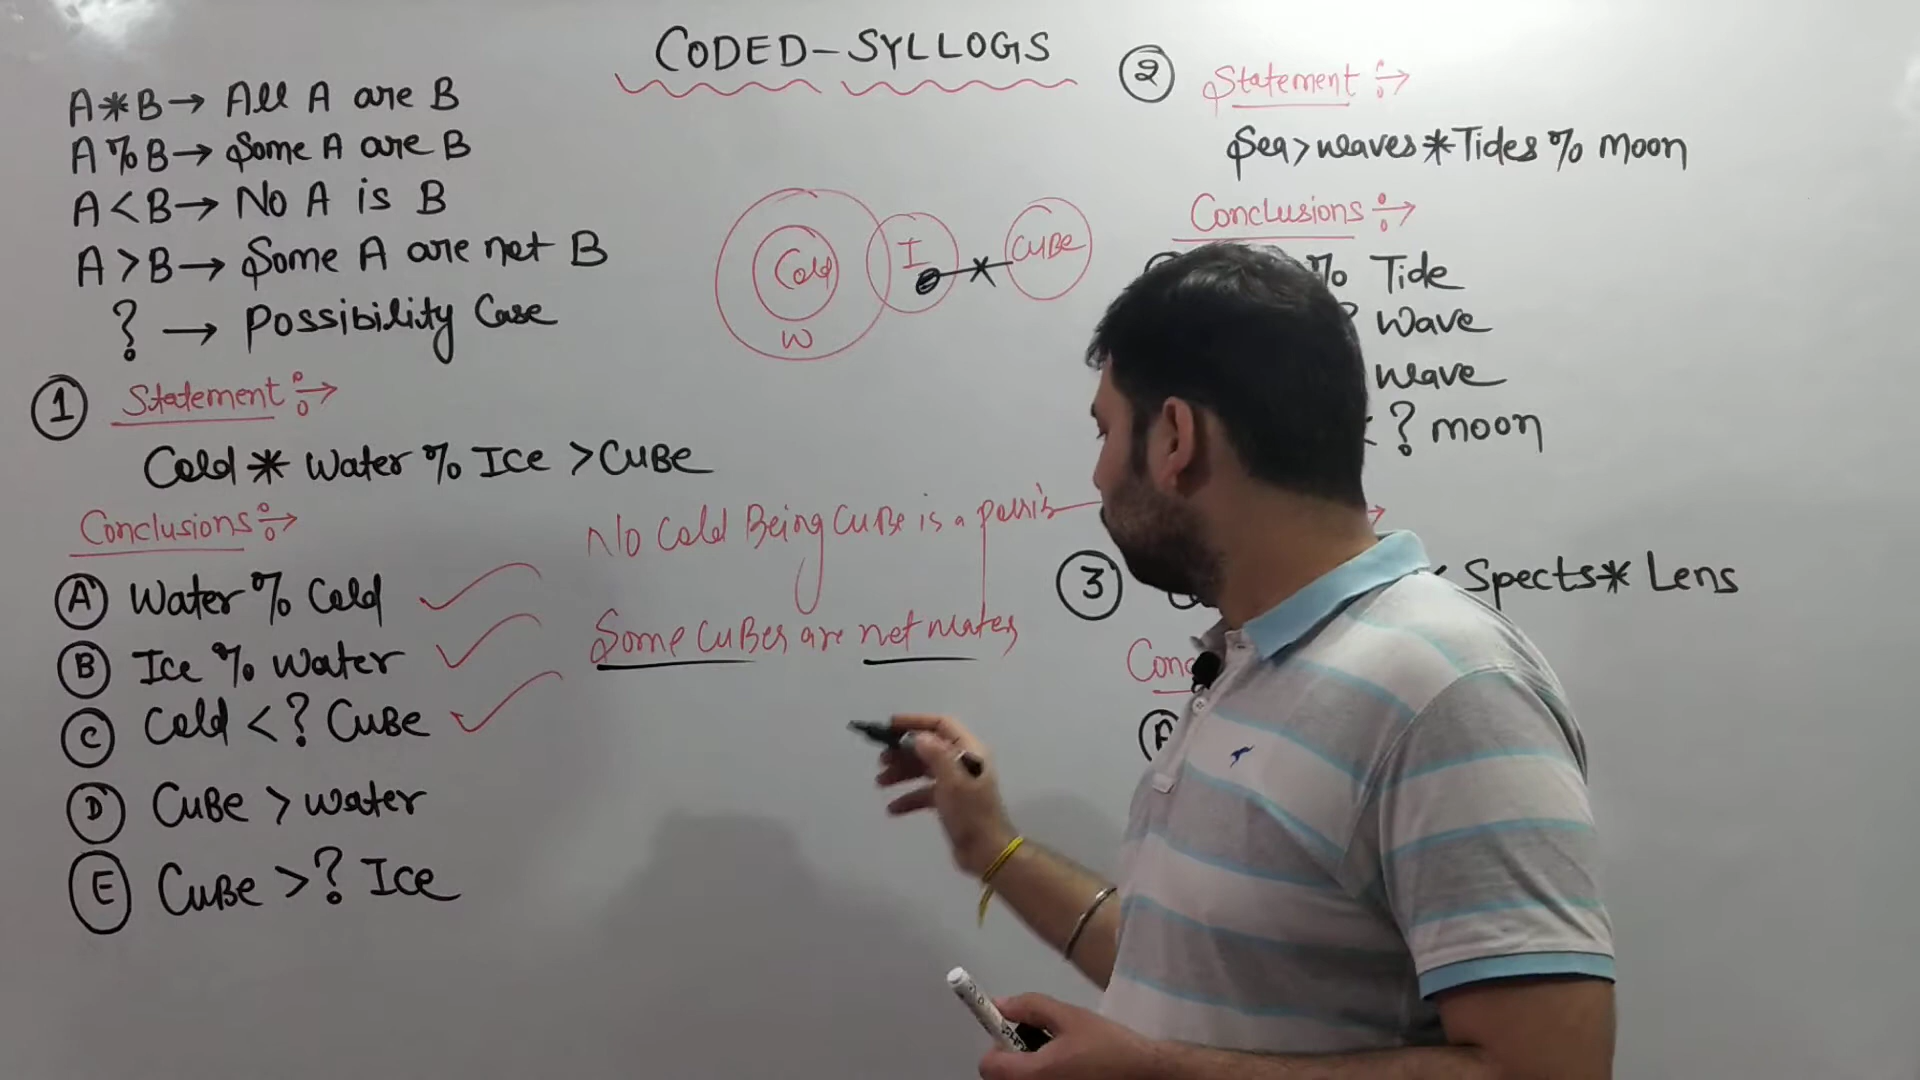 CODED-SYLLOGS
A*B→ All A are B
A%B→ Some A are B
A<B→ No A is B
A>B→ Some A are not B
? → Possibility Case
Cold
W
I
CUBE
① Statement :→
Cold * Water % Ice > CUBE
Conclusions :→
Ⓐ Water % Cold ✓
Ⓑ Ice % Water ✓
Ⓒ Cold <? CUBE ✓
Ⓓ CUBE > Water
Ⓔ CUBE >? Ice
No Cold Being CUBE is a
Some CUBES are not
② Statement :→
Sea > waves * Tides % moon
Conclusions :→
% Tide
Wave
wave
? moon
③
Spects * Lens
Conc
Ⓐ